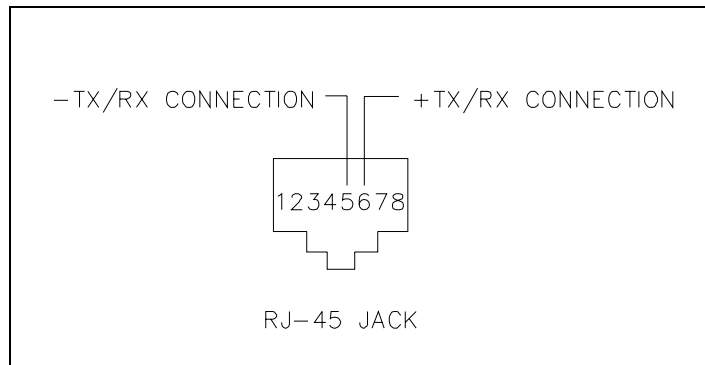 −TX/RX CONNECTION
+TX/RX CONNECTION
12345678
RJ−45 JACK